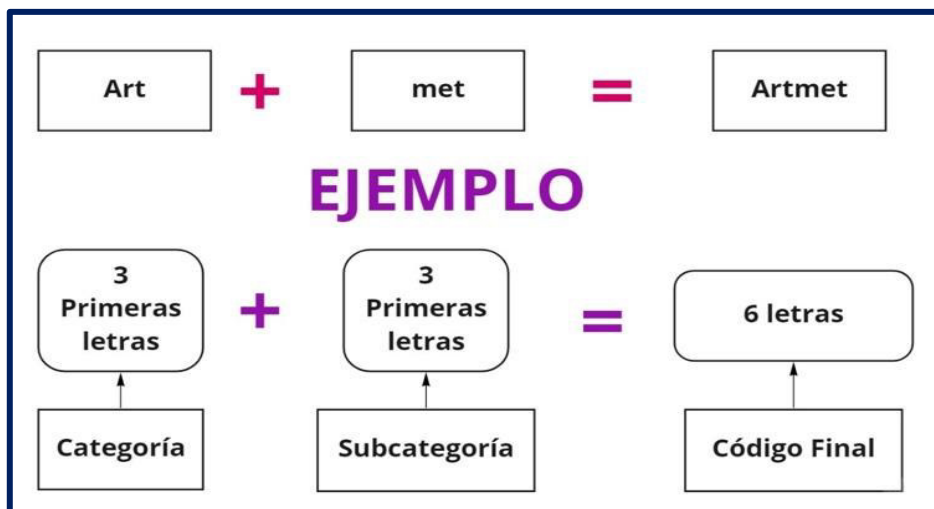 Art + met = Artmet
EJEMPLO
3
Primeras
letras
+
3
Primeras
letras
=
6 letras
Categoría
Subcategoría
Código Final